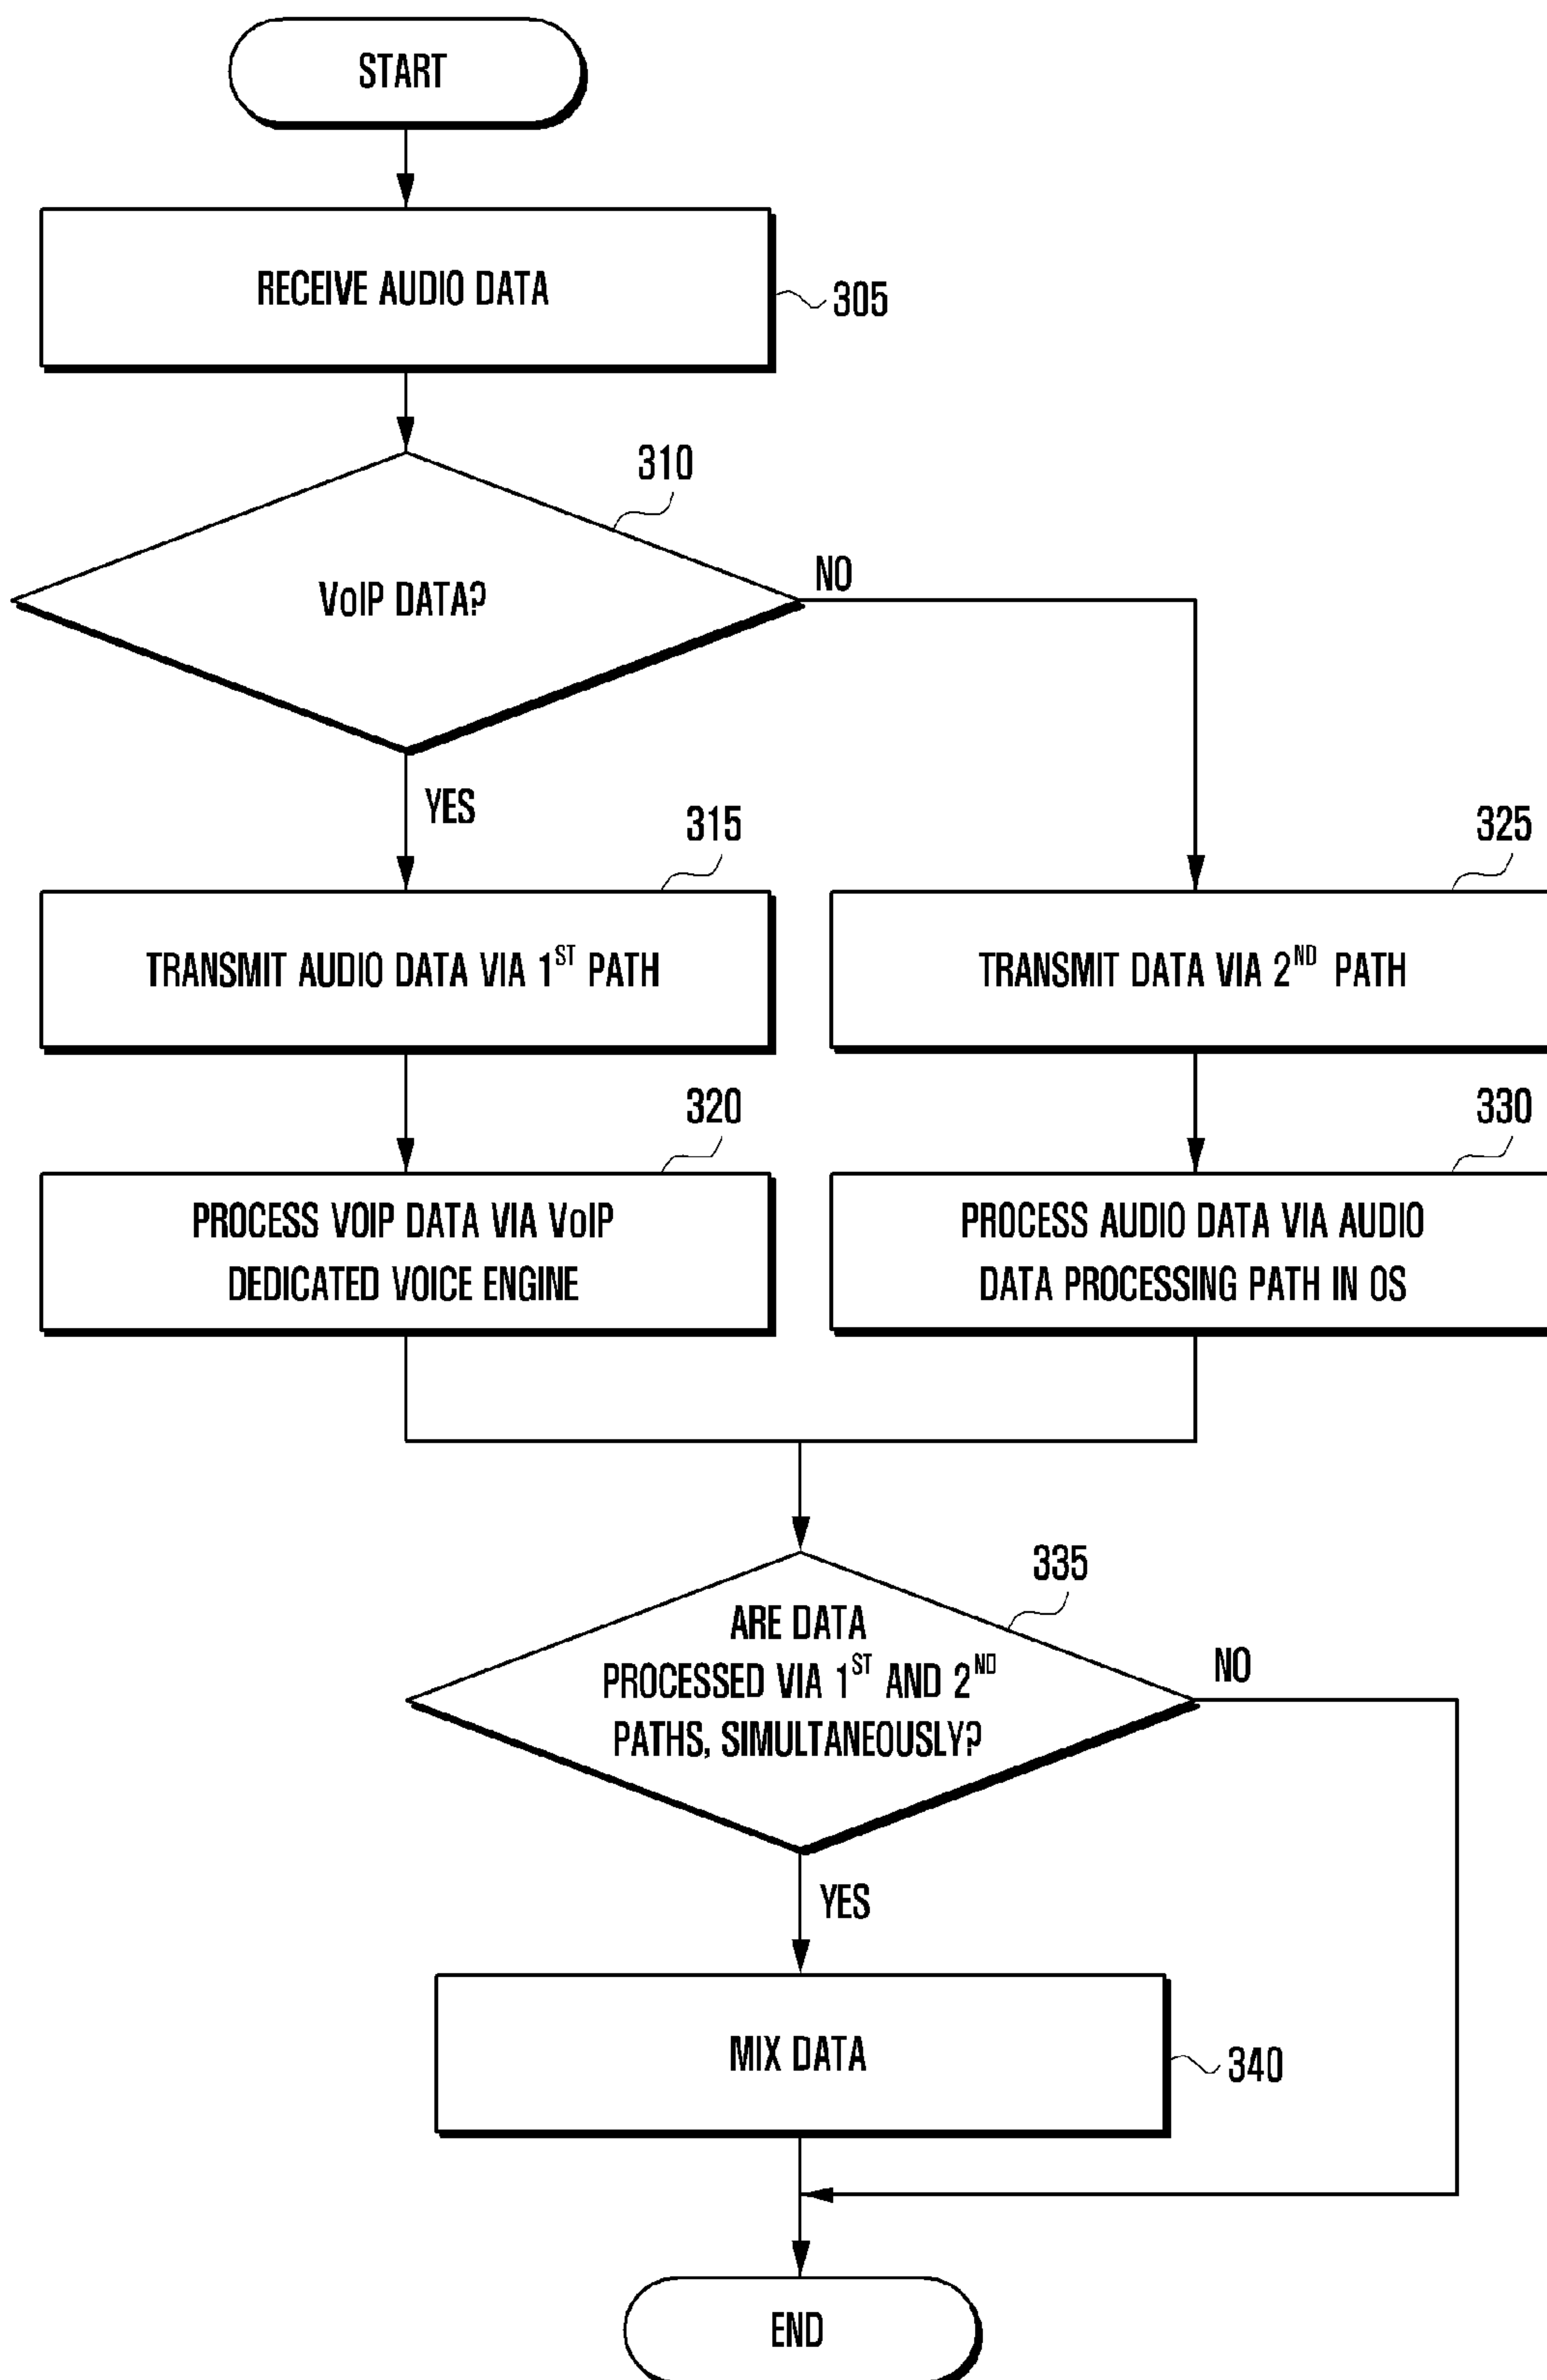 START
RECEIVE AUDIO DATA
305
310
VoIP DATA?
NO
YES
315
325
TRANSMIT AUDIO DATA VIA 1ST PATH
TRANSMIT DATA VIA 2ND PATH
320
330
PROCESS VOIP DATA VIA VoIP
DEDICATED VOICE ENGINE
PROCESS AUDIO DATA VIA AUDIO
DATA PROCESSING PATH IN OS
335
ARE DATA
PROCESSED VIA 1ST AND 2ND
PATHS, SIMULTANEOUSLY?
NO
YES
MIX DATA
340
END